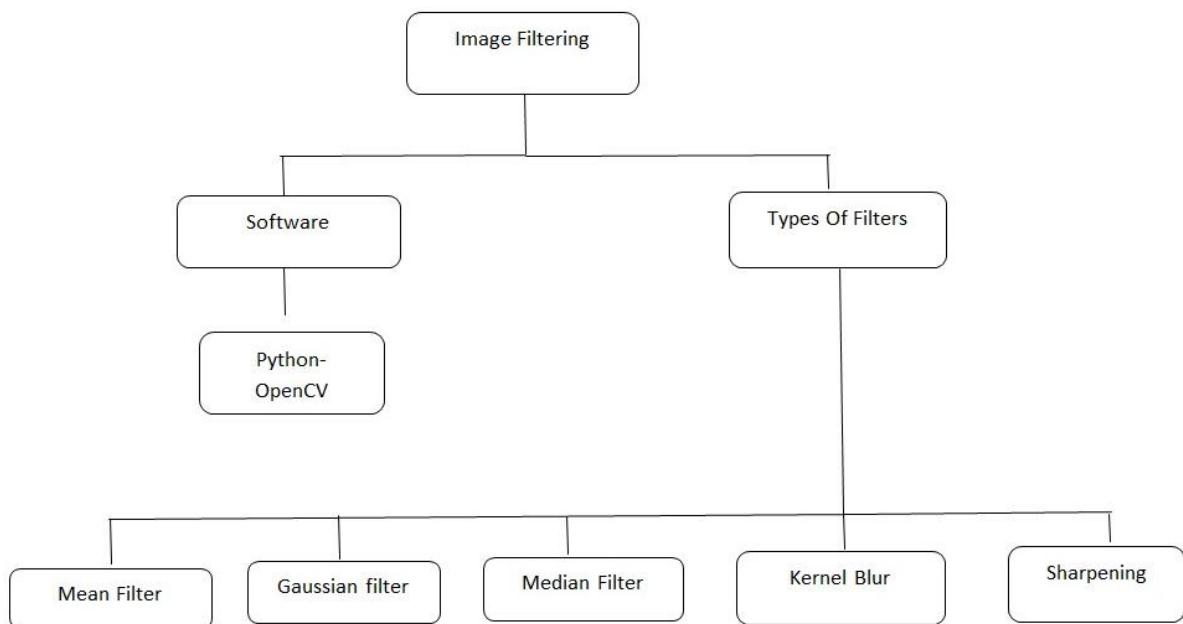 Image Filtering
Software
Types Of Filters
Python-
OpenCV
Mean Filter
Gaussian filter
Median Filter
Kernel Blur
Sharpening